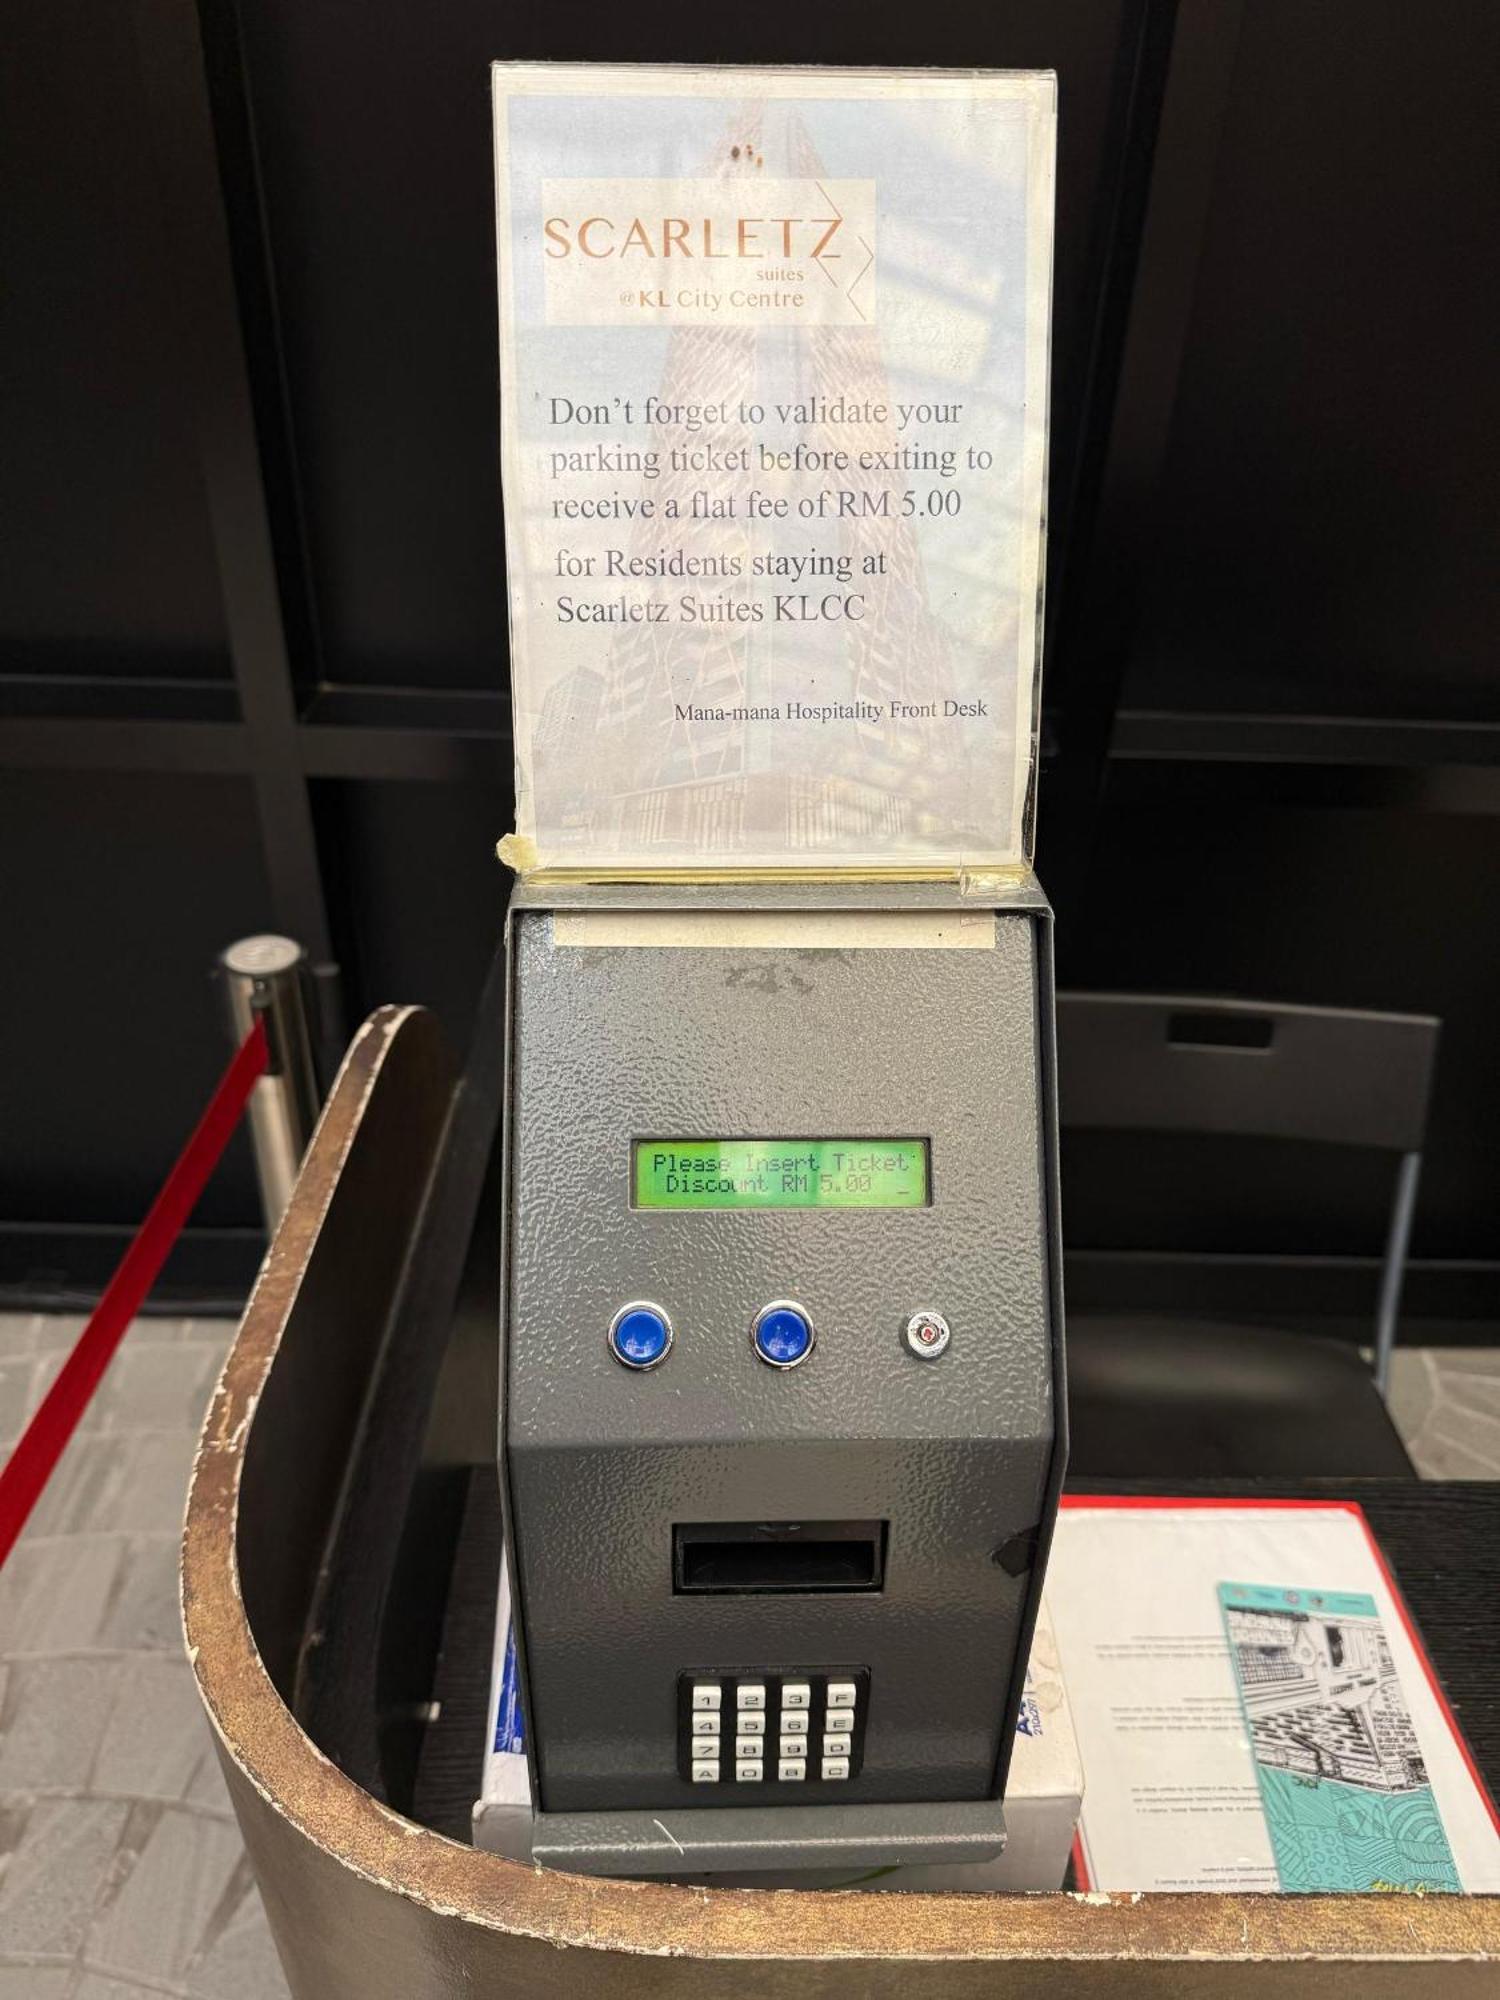 SCARLETZ
suites
@KL City Centre
Don't forget to validate your
parking ticket before exiting to
receive a flat fee of RM 5.00
for Residents staying at
Scarletz Suites KLCC
Mana-mana Hospitality Front Desk
Please Insert Ticket
Discount RM 5.00 _
1 2 3 F
4 5 6 E
7 8 9 D
A 0 B C